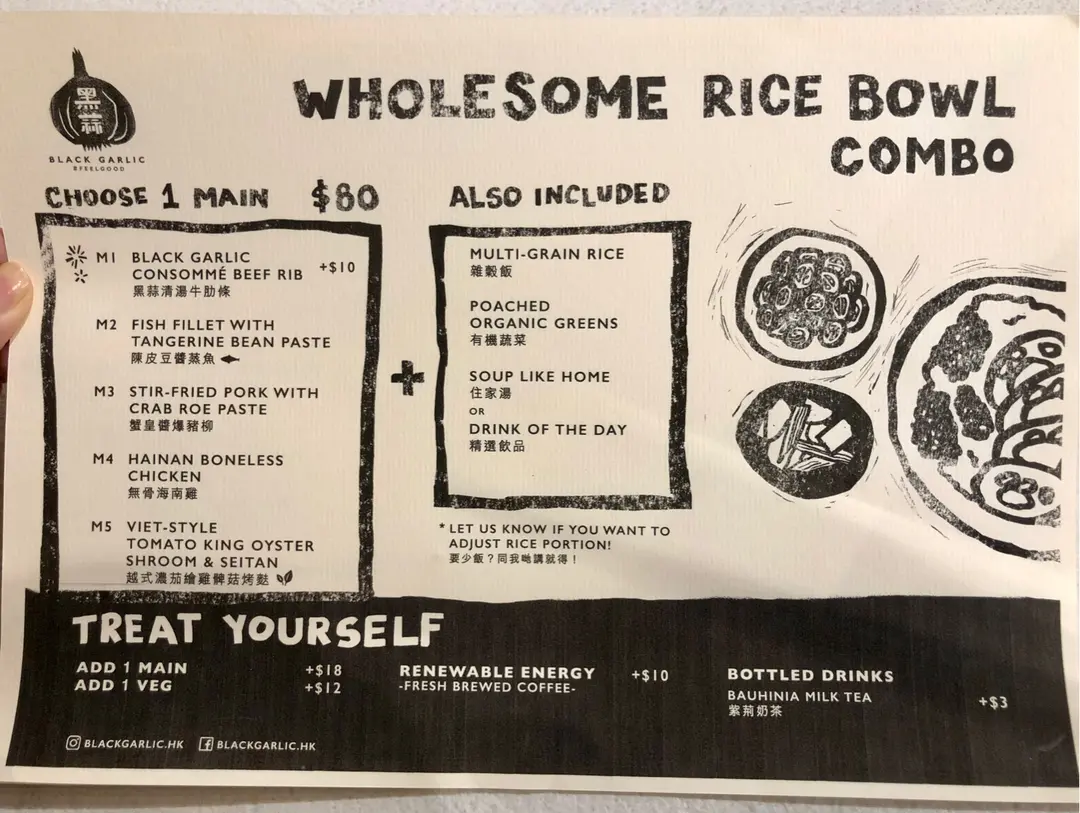 黑蒜
BLACK GARLIC
#FEELGOOD
WHOLESOME RICE BOWL
COMBO
CHOOSE 1 MAIN $80
M1 BLACK GARLIC
CONSOMMÉ BEEF RIB +$10
黑蒜清湯牛肋條
M2 FISH FILLET WITH
TANGERINE BEAN PASTE
陳皮豆醬蒸魚
M3 STIR-FRIED PORK WITH
CRAB ROE PASTE
蟹皇醬爆豬柳
M4 HAINAN BONELESS
CHICKEN
無骨海南雞
M5 VIET-STYLE
TOMATO KING OYSTER
SHROOM & SEITAN
越式濃茄繪雞髀菇烤麩
+
ALSO INCLUDED
MULTI-GRAIN RICE
雜穀飯
POACHED
ORGANIC GREENS
有機蔬菜
SOUP LIKE HOME
住家湯
OR
DRINK OF THE DAY
精選飲品
* LET US KNOW IF YOU WANT TO
ADJUST RICE PORTION!
要少飯？同我哋講就得！
TREAT YOURSELF
ADD 1 MAIN +$18
ADD 1 VEG +$12
RENEWABLE ENERGY +$10
-FRESH BREWED COFFEE-
BOTTLED DRINKS
BAUHINIA MILK TEA +$3
紫荊奶茶
BLACKGARLIC.HK BLACKGARLIC.HK